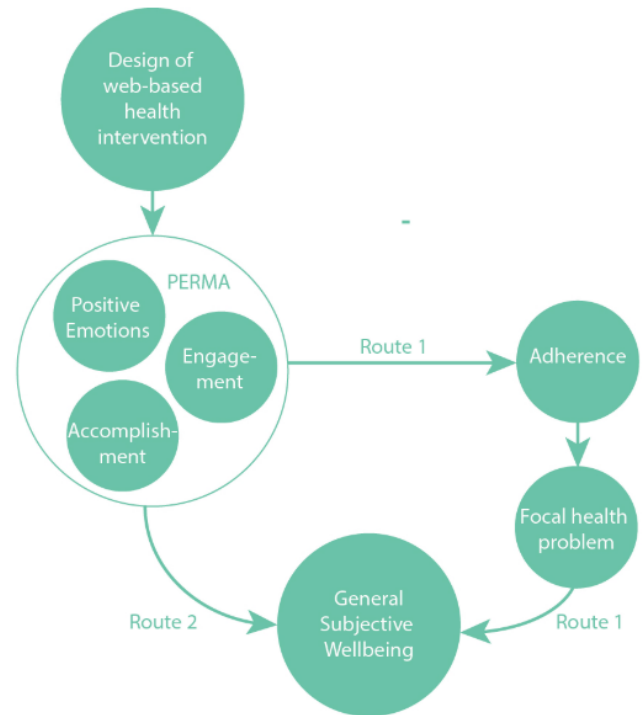 Design of
web-based
health
intervention
-
PERMA
Positive
Emotions
Engage-
ment
Accomplish-
ment
Route 1
Adherence
Focal health
problem
General
Subjective
Wellbeing
Route 2
Route 1